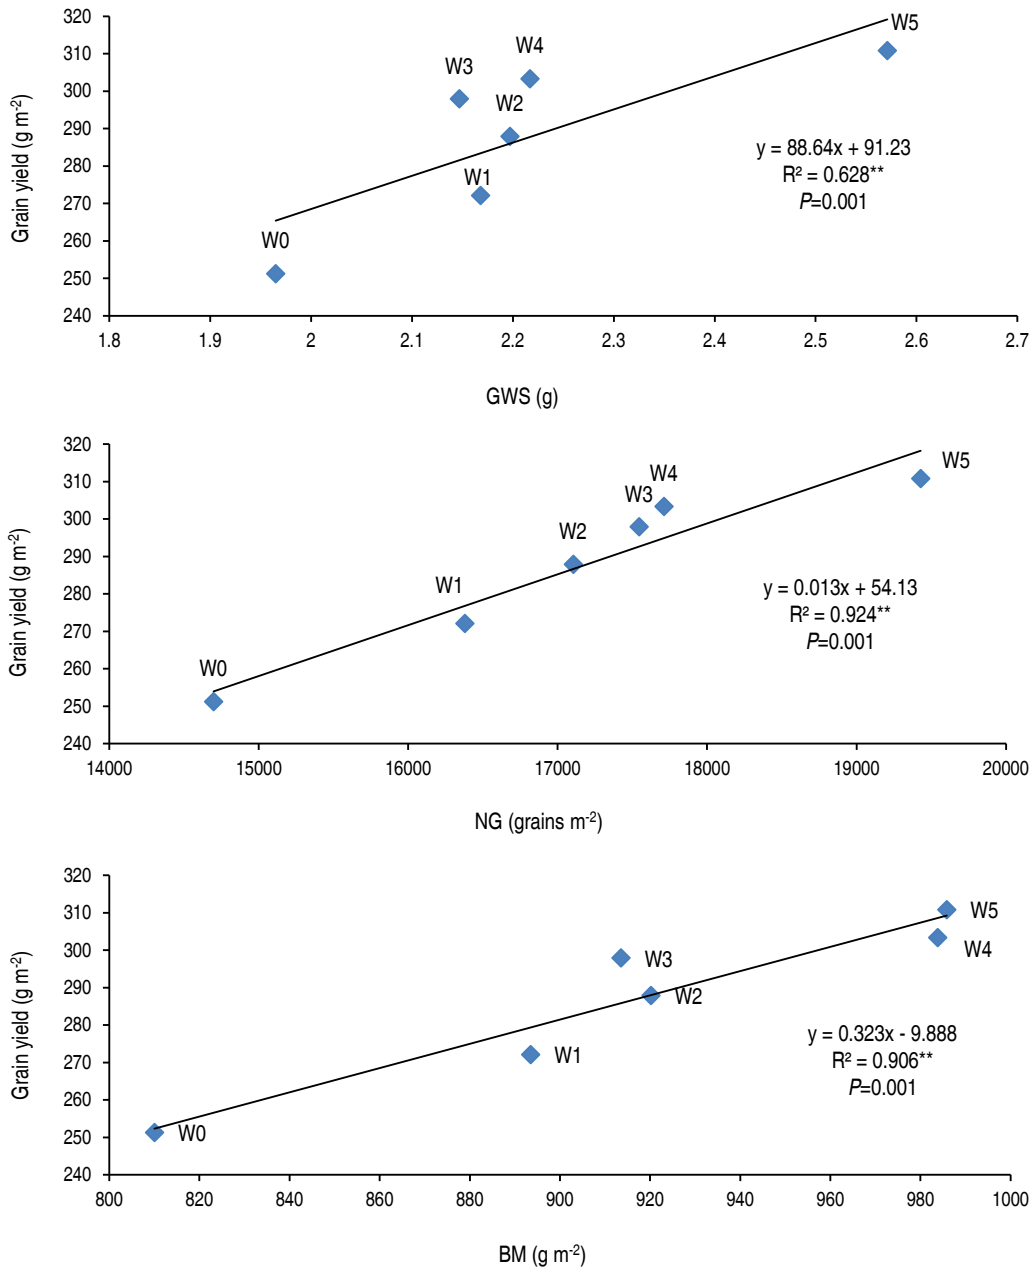 320
310
300
290
280
270
260
250
240
Grain yield (g m⁻²)
W5
W4
W3
W2
W1
W0
y = 88.64x + 91.23
R² = 0.628**
P=0.001
1.8 1.9 2 2.1 2.2 2.3 2.4 2.5 2.6 2.7
GWS (g)
320
310
300
290
280
270
260
250
240
Grain yield (g m⁻²)
W5
W4
W3
W2
W1
W0
y = 0.013x + 54.13
R² = 0.924**
P=0.001
14000 15000 16000 17000 18000 19000 20000
NG (grains m⁻²)
320
310
300
290
280
270
260
250
240
Grain yield (g m⁻²)
W5
W4
W3
W2
W1
W0
y = 0.323x - 9.888
R² = 0.906**
P=0.001
800 820 840 860 880 900 920 940 960 980 1000
BM (g m⁻²)